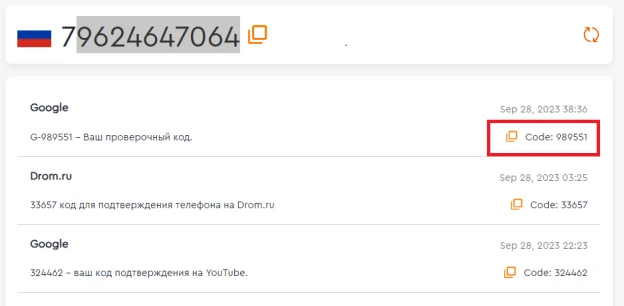 79624647064
Google
Sep 28, 2023 38:36
G-989551 – Ваш проверочный код.
Code: 989551
Drom.ru
Sep 28, 2023 03:25
33657 код для подтверждения телефона на Drom.ru
Code: 33657
Google
Sep 28, 2023 22:23
324462 – ваш код подтверждения на YouTube.
Code: 324462